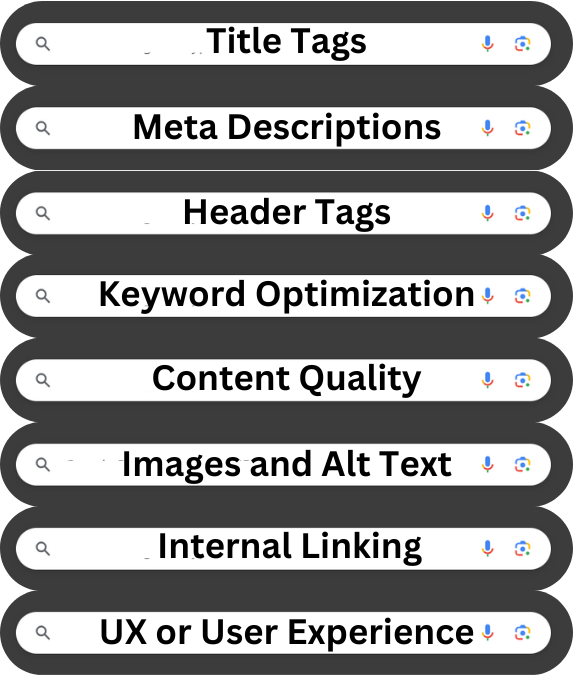 Title Tags
Meta Descriptions
Header Tags
Keyword Optimization
Content Quality
Images and Alt Text
Internal Linking
UX or User Experience